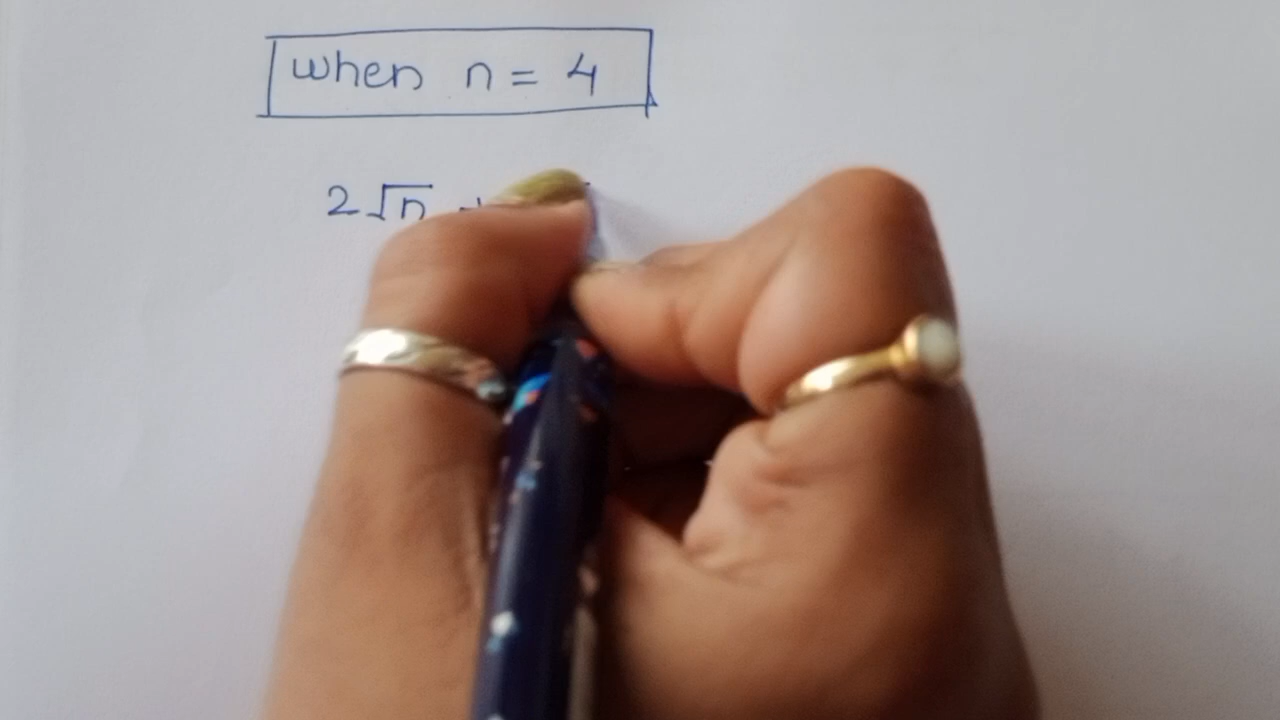 when n = 4
2√n +